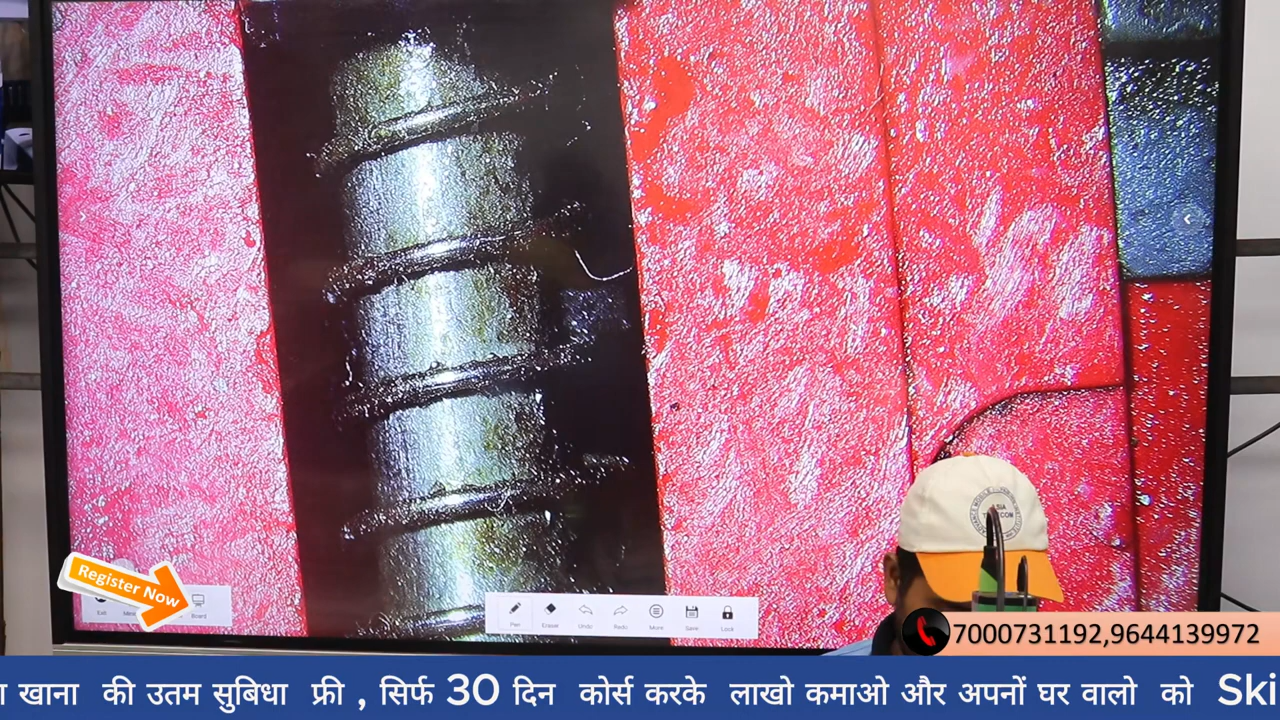 Register Now
Exit
Board
Pen Eraser Undo Redo More Save Lock
7000731192,9644139972
खाना की उतम सुबिधा फ्री , सिर्फ 30 दिन कोर्स करके लाखो कमाओ और अपनों घर वालो को Ski